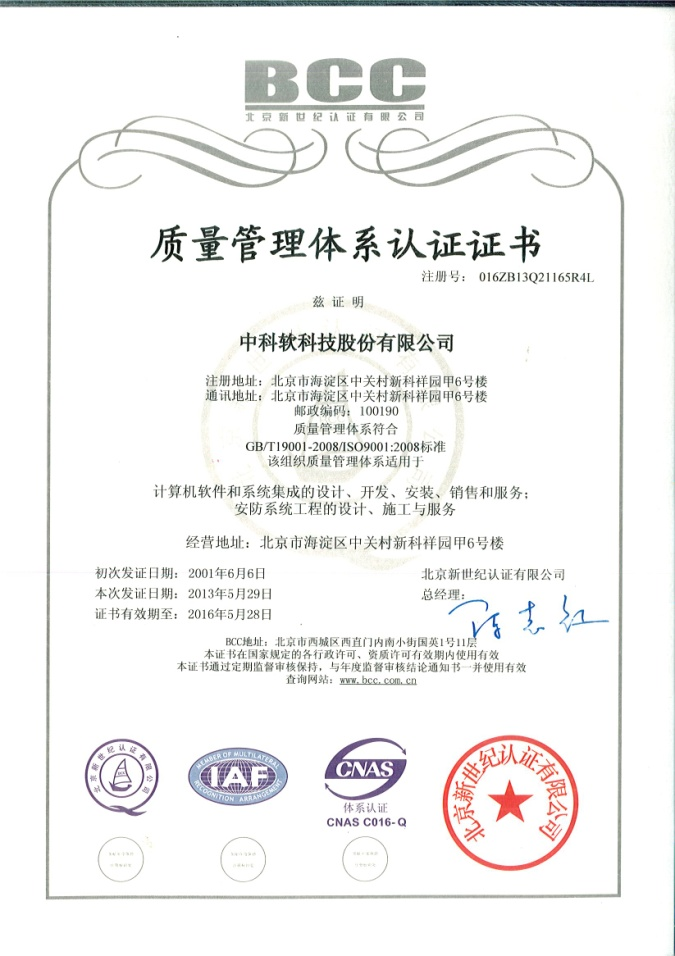 BCC
北京新世纪认证有限公司
质量管理体系认证证书
注册号： 016ZB13Q21165R4L
兹 证 明
中科软科技股份有限公司
注册地址：北京市海淀区中关村新科祥园甲6号楼
通讯地址：北京市海淀区中关村新科祥园甲6号楼
邮政编码：100190
质量管理体系符合
GB/T19001-2008/ISO9001:2008标准
该组织质量管理体系适用于
计算机软件和系统集成的设计、开发、安装、销售和服务；
安防系统工程的设计、施工与服务
经营地址：北京市海淀区中关村新科祥园甲6号楼
初次发证日期：2001年6月6日
本次发证日期：2013年5月29日
证书有效期至：2016年5月28日
北京新世纪认证有限公司
总经理：
BCC地址：北京市西城区西直门内南小街国英1号11层
本证书在国家规定的各行政许可、资质许可有效期内使用有效
本证书通过定期监督审核保持，与年度监督审核结论通知书一并使用有效
查询网站：www.bcc.com.cn
北京新世纪认证有限公司
BCC
MEMBER OF MULTILATERAL
IAF
RECOGNITION ARRANGEMENT
CNAS
体系认证
CNAS C016-Q
北京新世纪认证有限公司